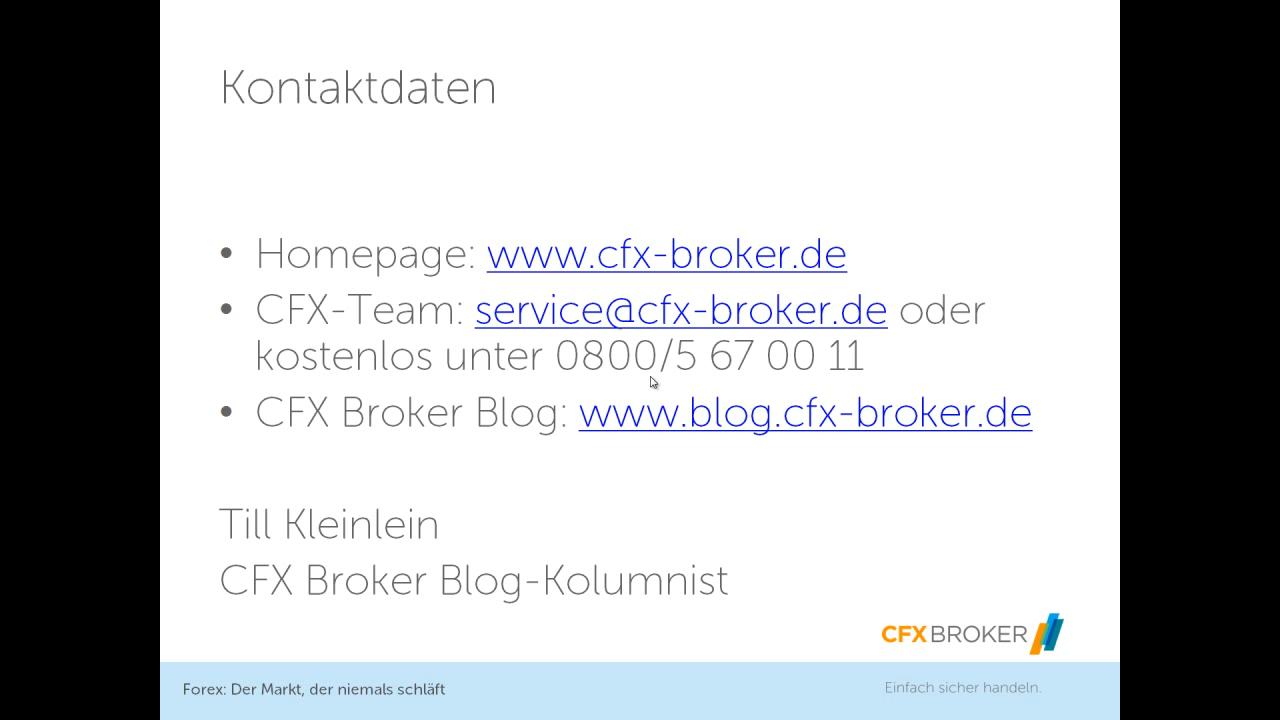 Kontaktdaten
• Homepage: www.cfx-broker.de
• CFX-Team: service@cfx-broker.de oder
kostenlos unter 0800/5 67 00 11
• CFX Broker Blog: www.blog.cfx-broker.de
Till Kleinlein
CFX Broker Blog-Kolumnist
CFXBROKER
Forex: Der Markt, der niemals schläft
Einfach sicher handeln.